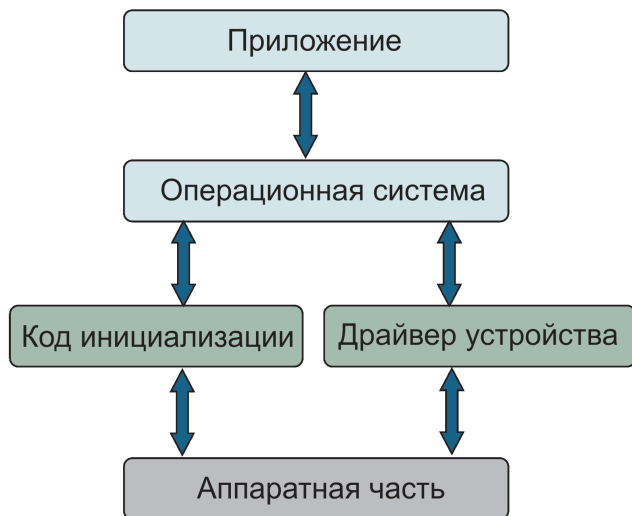 Приложение
Операционная система
Код инициализации
Драйвер устройства
Аппаратная часть